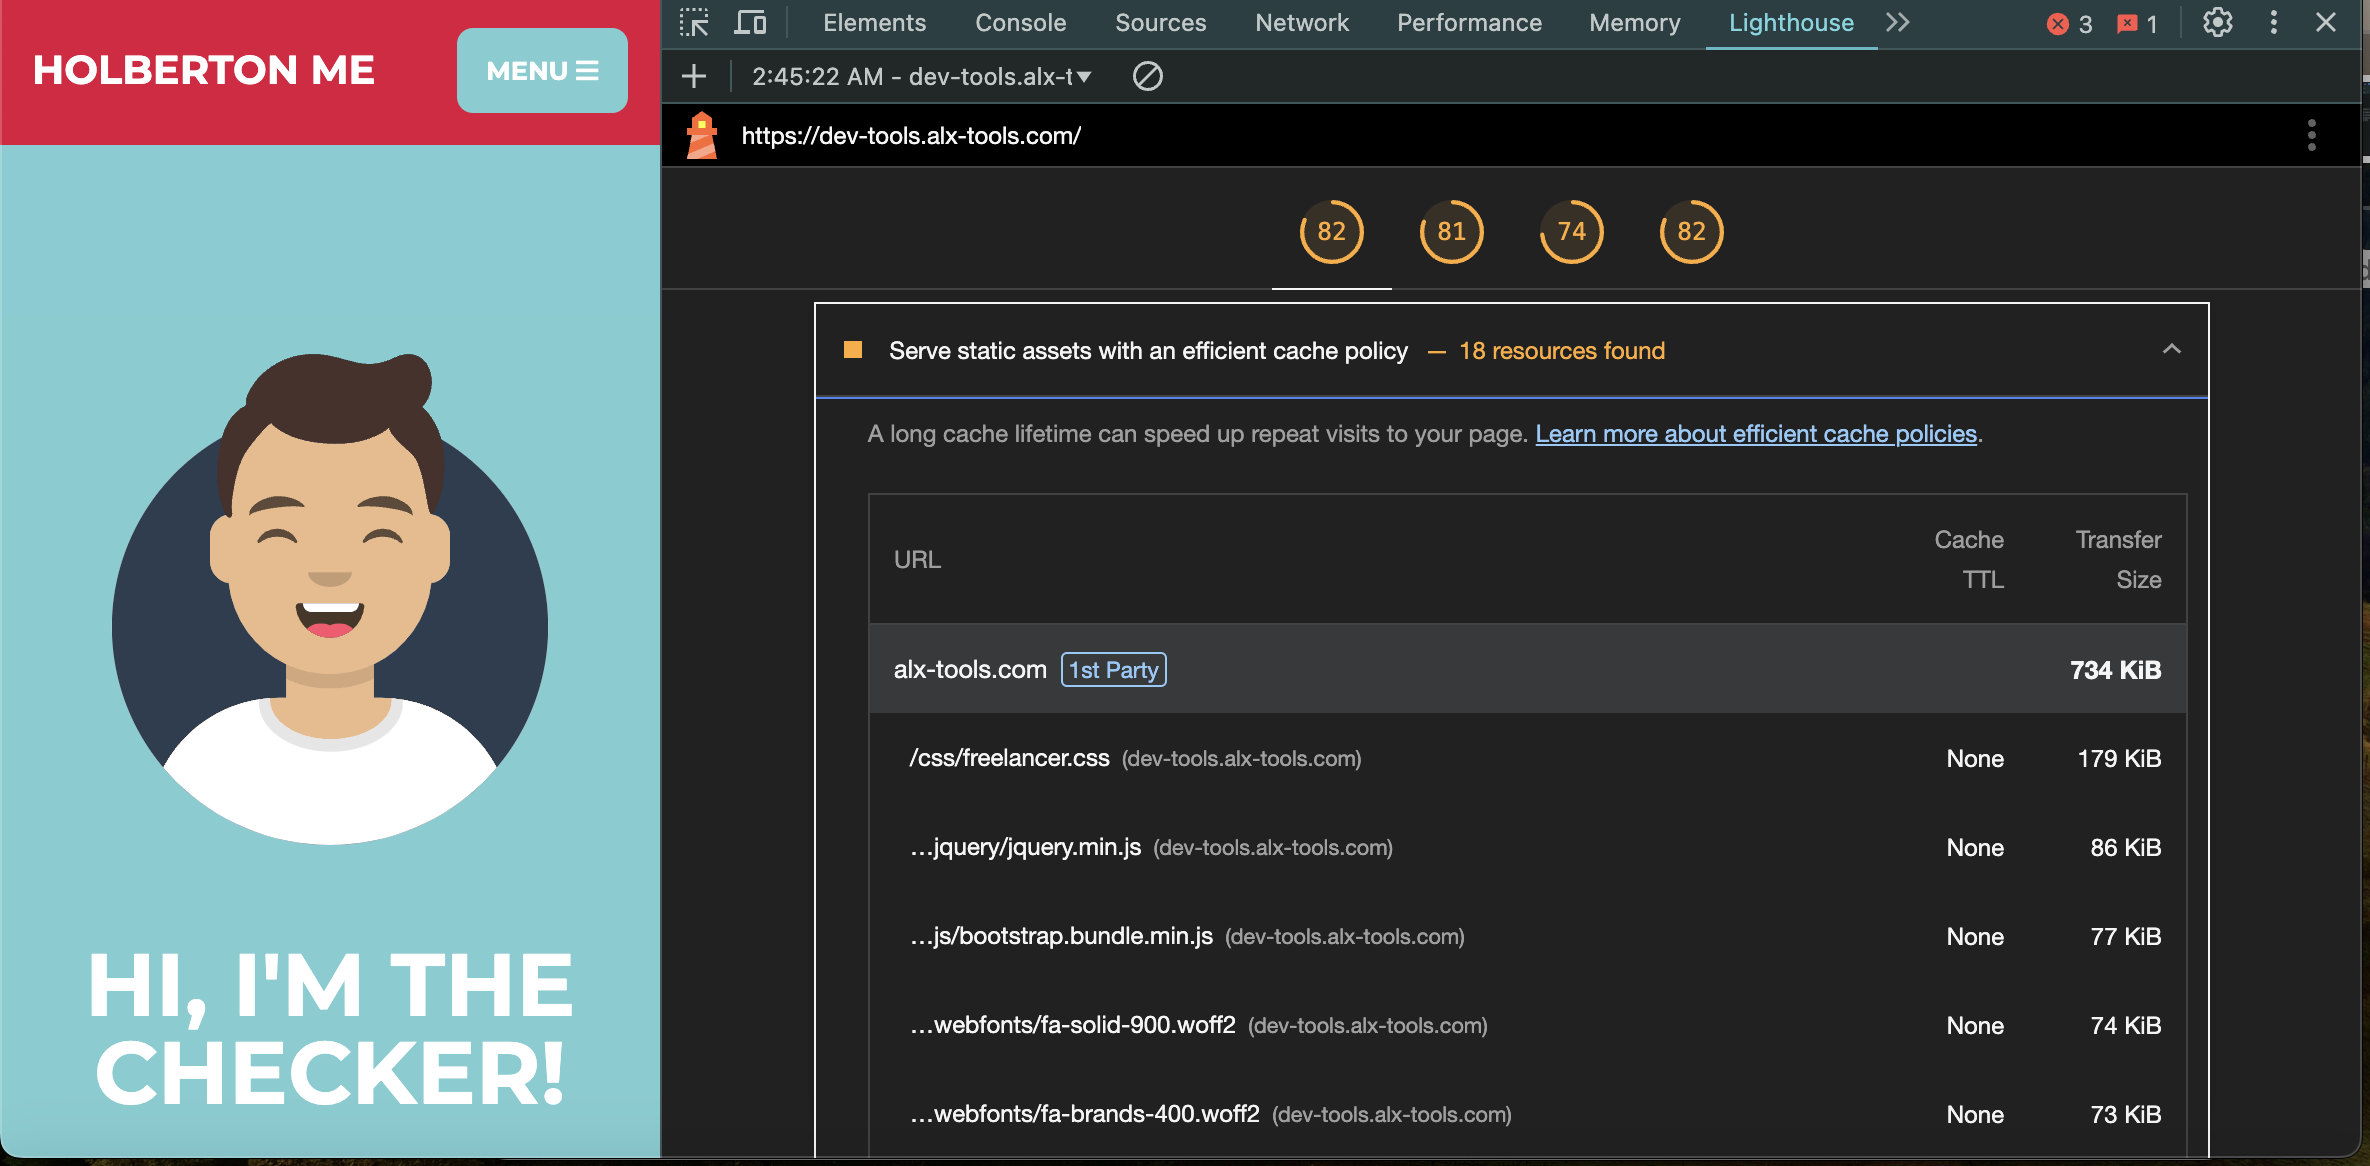 HOLBERTON ME
MENU
HI, I'M THE
CHECKER!
Elements Console Sources Network Performance Memory Lighthouse 3 1
2:45:22 AM - dev-tools.alx-t
https://dev-tools.alx-tools.com/
82 81 74 82
Serve static assets with an efficient cache policy — 18 resources found
A long cache lifetime can speed up repeat visits to your page. Learn more about efficient cache policies.
URL Cache TTL Transfer Size
alx-tools.com 1st Party 734 KiB
/css/freelancer.css (dev-tools.alx-tools.com) None 179 KiB
…jquery/jquery.min.js (dev-tools.alx-tools.com) None 86 KiB
…js/bootstrap.bundle.min.js (dev-tools.alx-tools.com) None 77 KiB
…webfonts/fa-solid-900.woff2 (dev-tools.alx-tools.com) None 74 KiB
…webfonts/fa-brands-400.woff2 (dev-tools.alx-tools.com) None 73 KiB